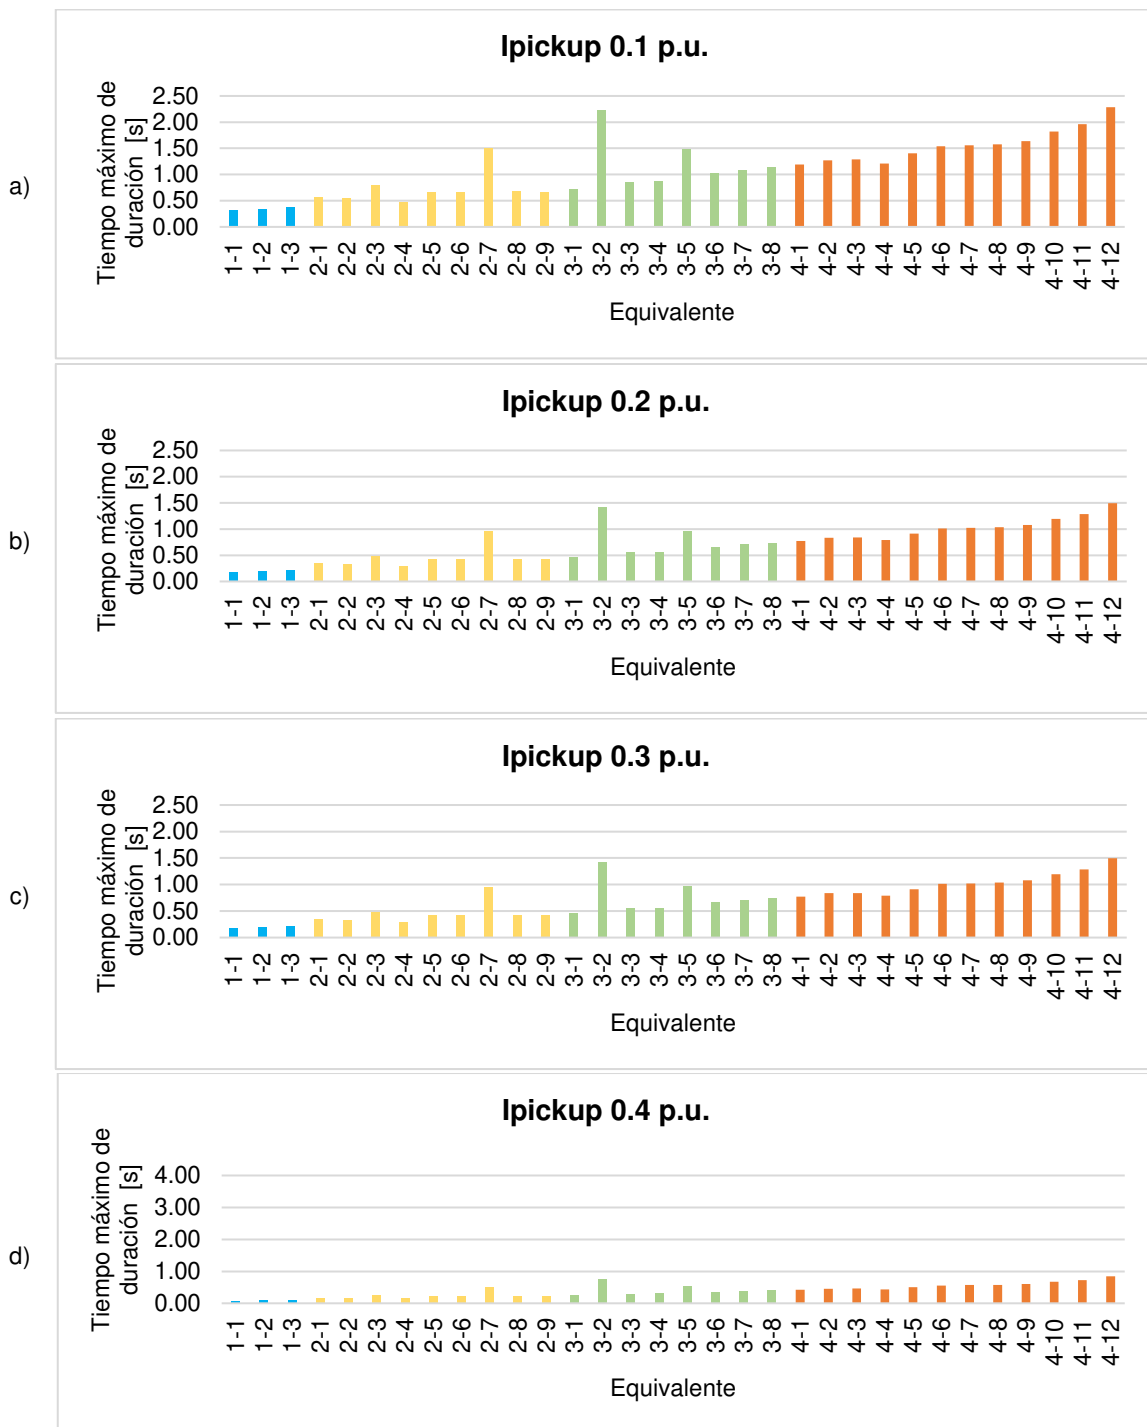 a)
Ipickup 0.1 p.u.
Tiempo máximo de
duración [s]
2.50
2.00
1.50
1.00
0.50
0.00
1-1 1-2 1-3 2-1 2-2 2-3 2-4 2-5 2-6 2-7 2-8 2-9 3-1 3-2 3-3 3-4 3-5 3-6 3-7 3-8 4-1 4-2 4-3 4-4 4-5 4-6 4-7 4-8 4-9 4-10 4-11 4-12
Equivalente
b)
Ipickup 0.2 p.u.
Tiempo máximo de
duración [s]
2.50
2.00
1.50
1.00
0.50
0.00
1-1 1-2 1-3 2-1 2-2 2-3 2-4 2-5 2-6 2-7 2-8 2-9 3-1 3-2 3-3 3-4 3-5 3-6 3-7 3-8 4-1 4-2 4-3 4-4 4-5 4-6 4-7 4-8 4-9 4-10 4-11 4-12
Equivalente
c)
Ipickup 0.3 p.u.
Tiempo máximo de
duración [s]
2.50
2.00
1.50
1.00
0.50
0.00
1-1 1-2 1-3 2-1 2-2 2-3 2-4 2-5 2-6 2-7 2-8 2-9 3-1 3-2 3-3 3-4 3-5 3-6 3-7 3-8 4-1 4-2 4-3 4-4 4-5 4-6 4-7 4-8 4-9 4-10 4-11 4-12
Equivalente
d)
Ipickup 0.4 p.u.
Tiempo máximo de
duración [s]
4.00
3.00
2.00
1.00
0.00
1-1 1-2 1-3 2-1 2-2 2-3 2-4 2-5 2-6 2-7 2-8 2-9 3-1 3-2 3-3 3-4 3-5 3-6 3-7 3-8 4-1 4-2 4-3 4-4 4-5 4-6 4-7 4-8 4-9 4-10 4-11 4-12
Equivalente